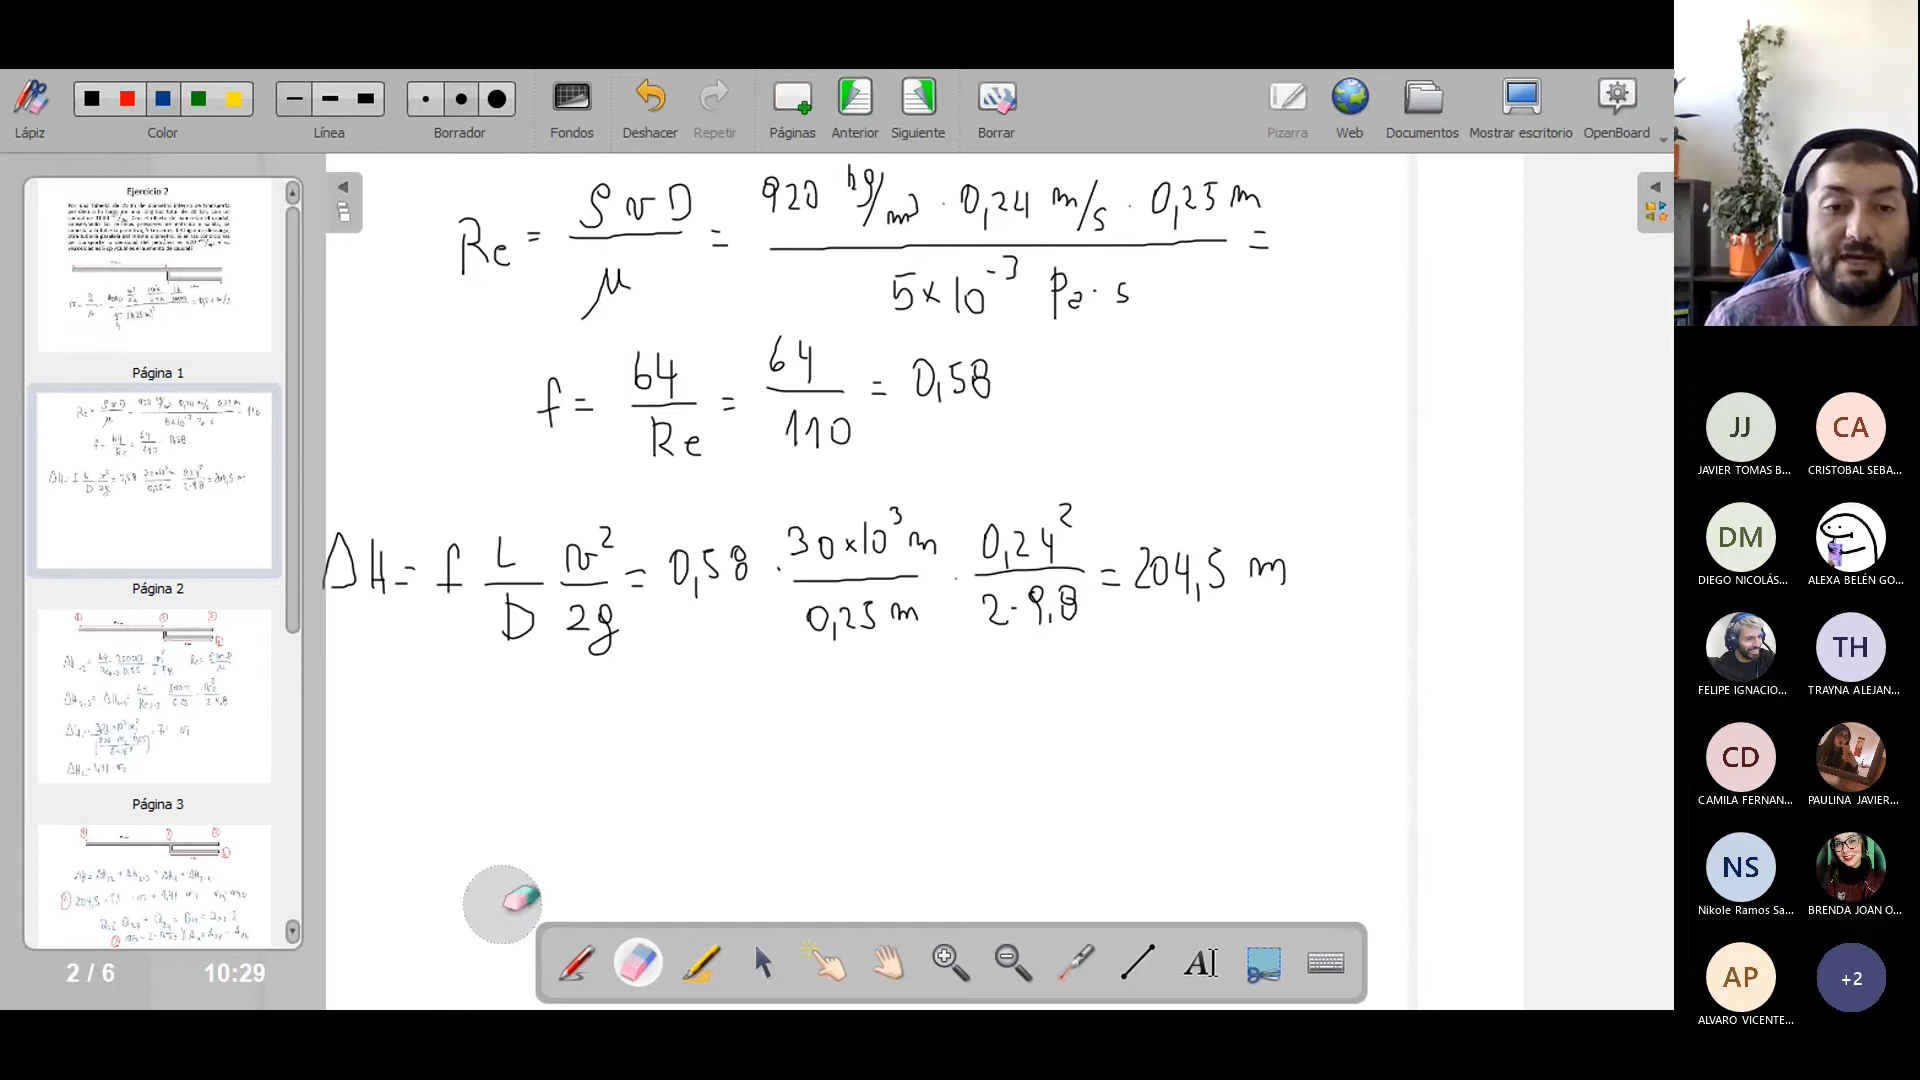 Lápiz
Color
Línea
Borrador
Fondos
Deshacer
Repetir
Páginas
Anterior
Siguiente
Borrar
Pizarra
Web
Documentos
Mostrar escritorio
OpenBoard
Ejercicio 2
Página 1
Página 2
Página 3
2 / 6
10:29
Re = ρ v D / μ = 920 kg/m³ · 0,24 m/s · 0,25 m / 5×10⁻³ Pa·s =
f = 64 / Re = 64 / 110 = 0,58
ΔH = f L/D v²/2g = 0,58 · 30×10³ m / 0,25 m · 0,24² / 2·9,8 = 204,5 m
JJ
JAVIER TOMAS B...
CA
CRISTOBAL SEBA...
DM
DIEGO NICOLÁS...
ALEXA BELÉN GO...
FELIPE IGNACIO...
TH
TRAYNA ALEJAN...
CD
CAMILA FERNAN...
PAULINA JAVIER...
NS
Nikole Ramos Sa...
BRENDA JOAN O...
AP
ALVARO VICENTE...
+2